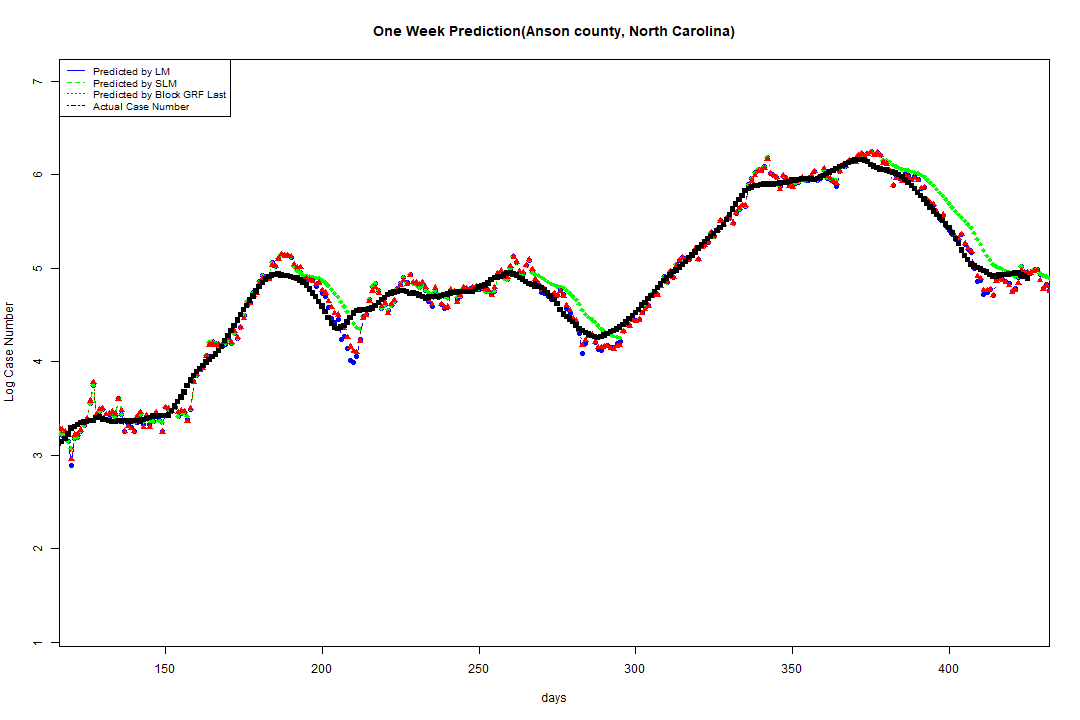 One Week Prediction(Anson county, North Carolina)
Predicted by LM
Predicted by SLM
Predicted by Block GRF Last
Actual Case Number
7
6
5
4
3
2
1
Log Case Number
150 200 250 300 350 400
days